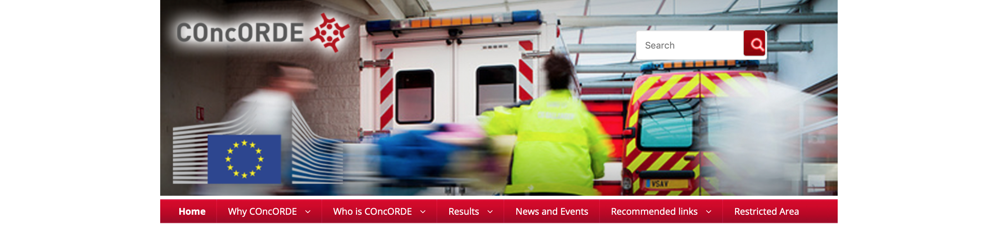 COncORDE
Search
VSAV
Home
Why COncORDE
Who is COncORDE
Results
News and Events
Recommended links
Restricted Area